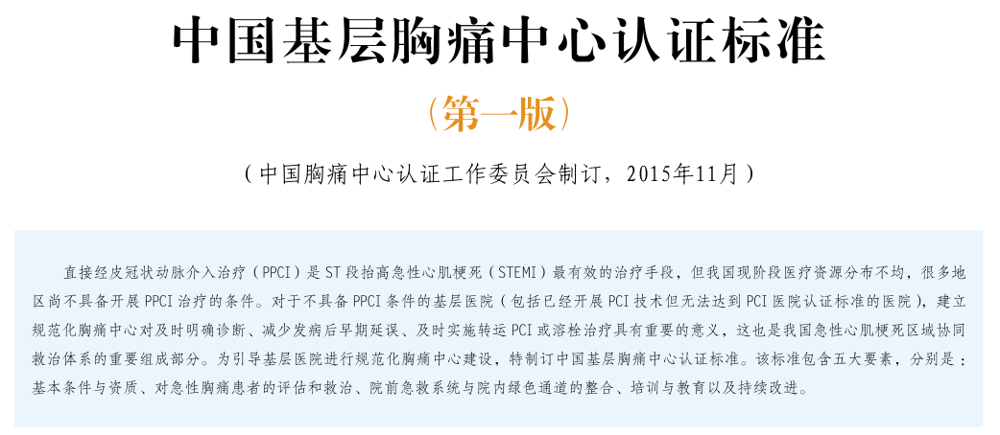 中国基层胸痛中心认证标准
（第一版）
（中国胸痛中心认证工作委员会制订，2015年11月）
直接经皮冠状动脉介入治疗（PPCI）是 ST 段抬高急性心肌梗死（STEMI）最有效的治疗手段，但我国现阶段医疗资源分布不均，很多地
区尚不具备开展 PPCI 治疗的条件。对于不具备 PPCI 条件的基层医院（包括已经开展 PCI 技术但无法达到 PCI 医院认证标准的医院），建立
规范化胸痛中心对及时明确诊断、减少发病后早期延误、及时实施转运 PCI 或溶栓治疗具有重要的意义，这也是我国急性心肌梗死区域协同
救治体系的重要组成部分。为引导基层医院进行规范化胸痛中心建设，特制订中国基层胸痛中心认证标准。该标准包含五大要素，分别是：
基本条件与资质、对急性胸痛患者的评估和救治、院前急救系统与院内绿色通道的整合、培训与教育以及持续改进。